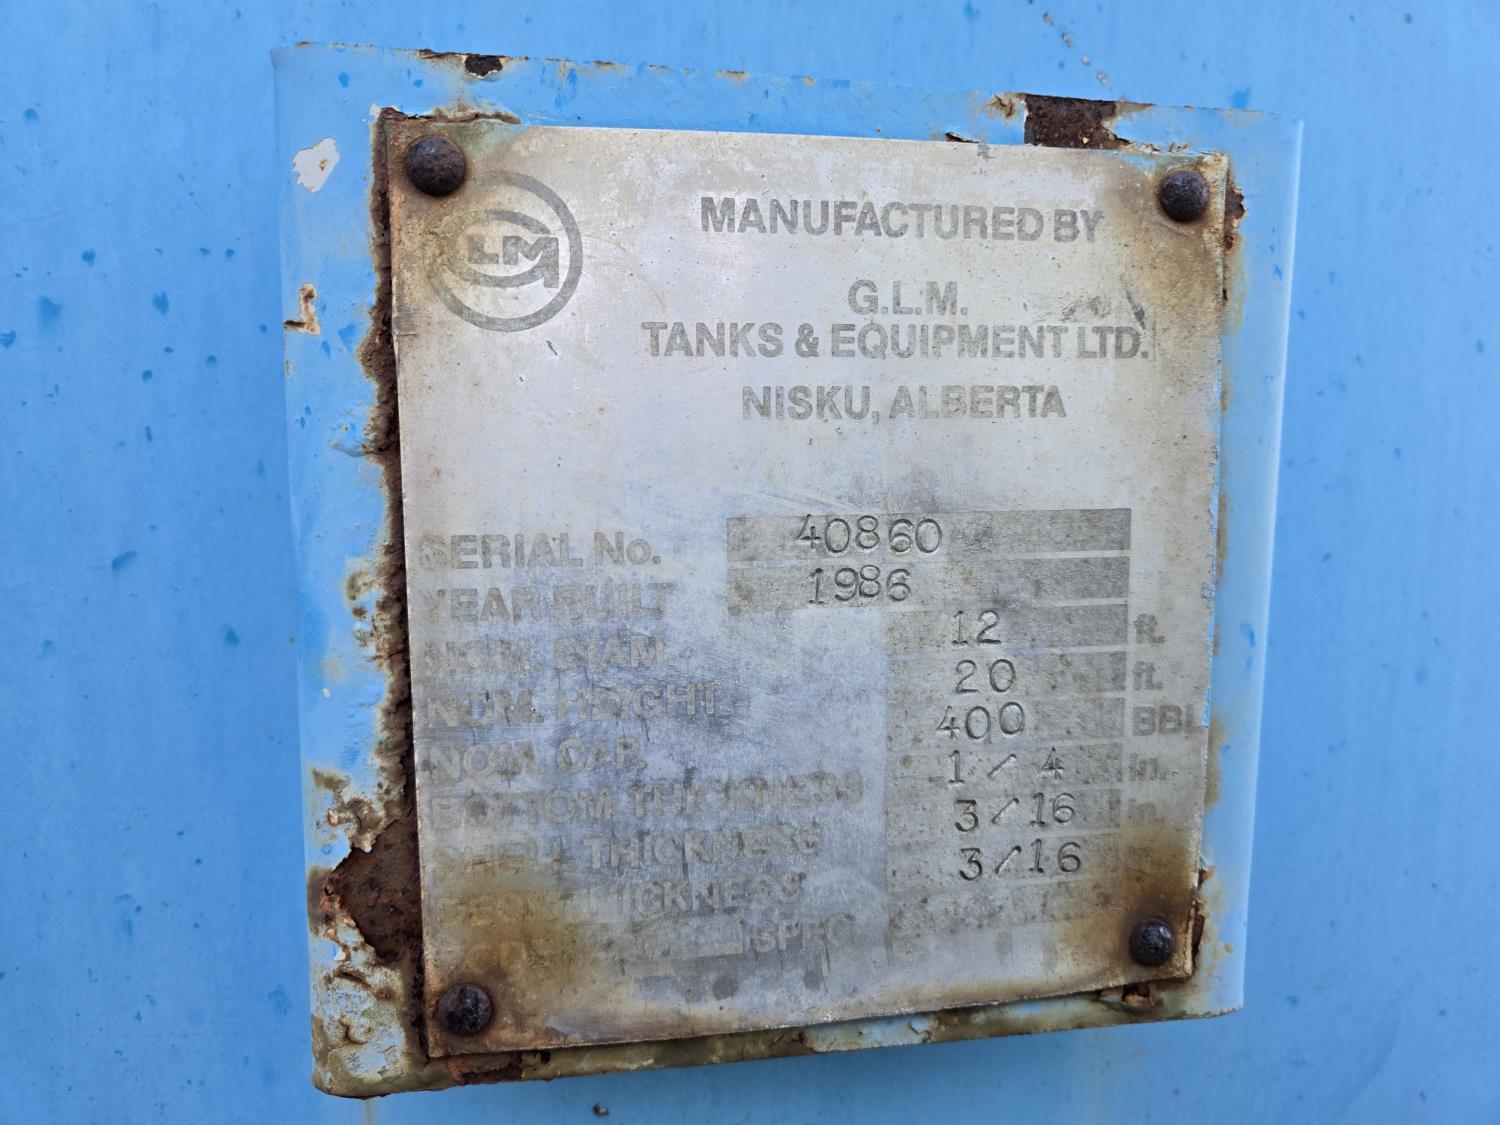 GLM
MANUFACTURED BY
G.L.M.
TANKS & EQUIPMENT LTD.
NISKU, ALBERTA
SERIAL No. 40860
YEAR BUILT 1986
NOM. DIAM. 12 ft.
NOM. HEIGHT 20 ft.
NOM. CAP. 400 BBL
BOTTOM THICKNESS 1/4 in.
SHELL THICKNESS 3/16 in.
THICKNESS 3/16
SPEC.